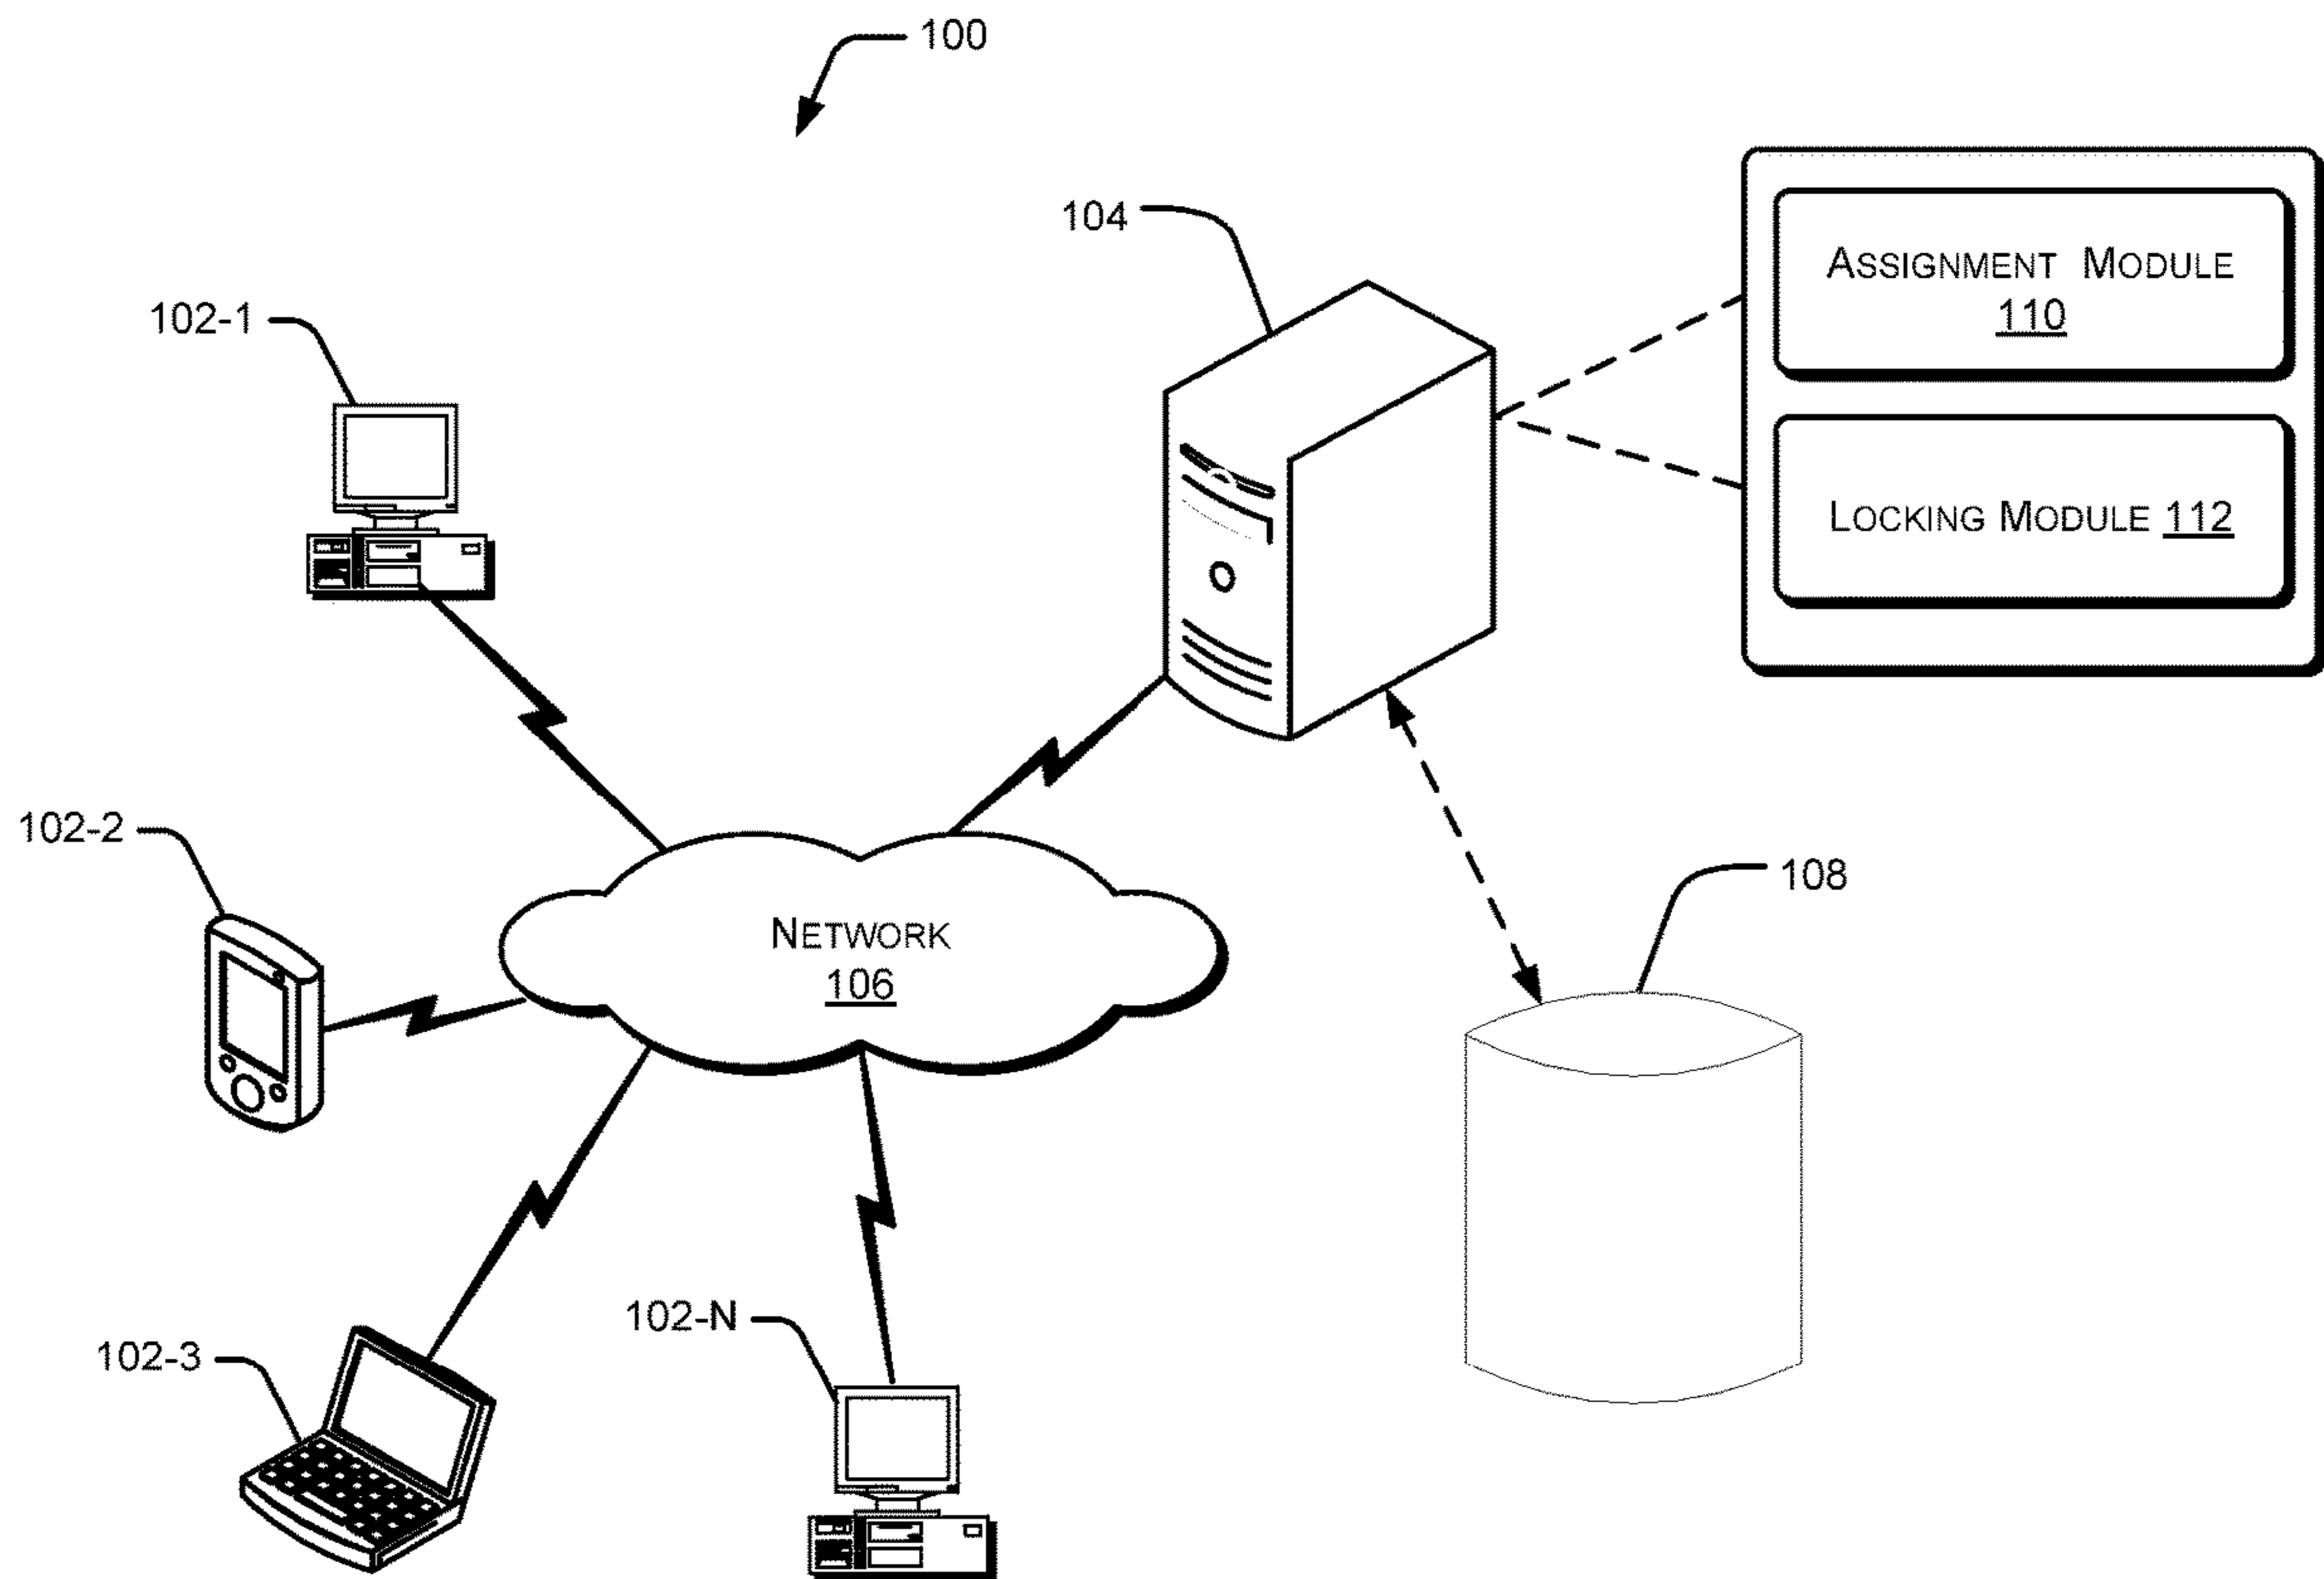 100
104
ASSIGNMENT MODULE
110
102-1
LOCKING MODULE 112
102-2
108
NETWORK
106
102-N
102-3